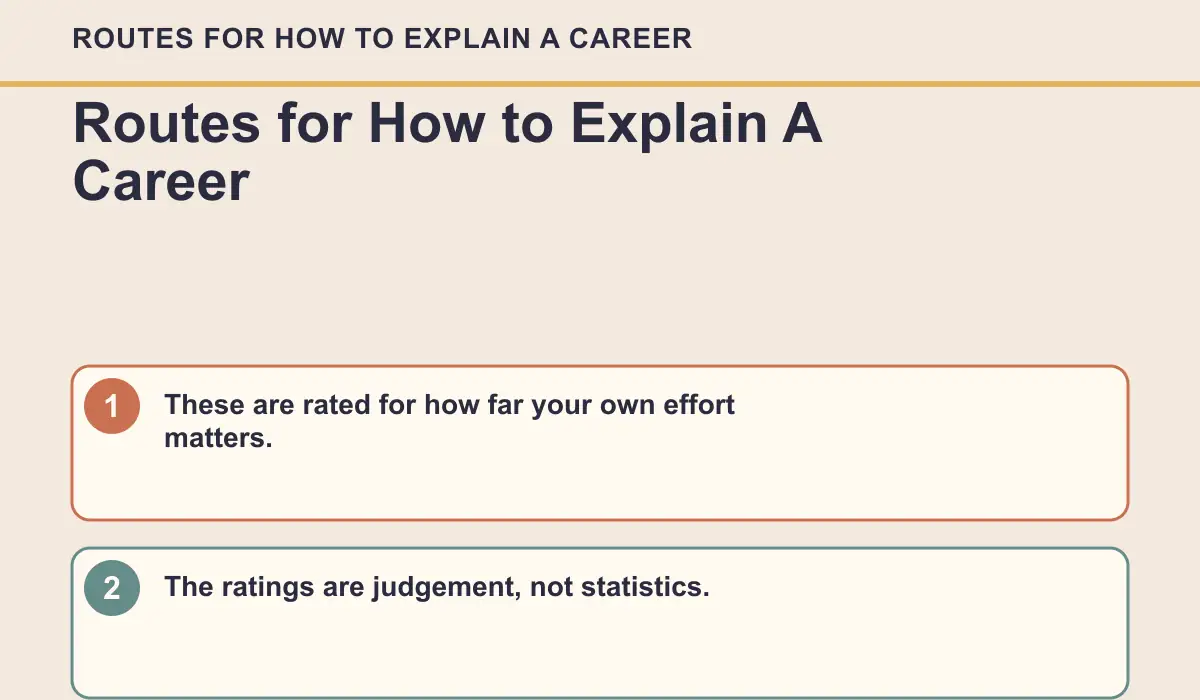 ROUTES FOR HOW TO EXPLAIN A CAREER
Routes for How to Explain A
Career
1
These are rated for how far your own effort
matters.
2
The ratings are judgement, not statistics.